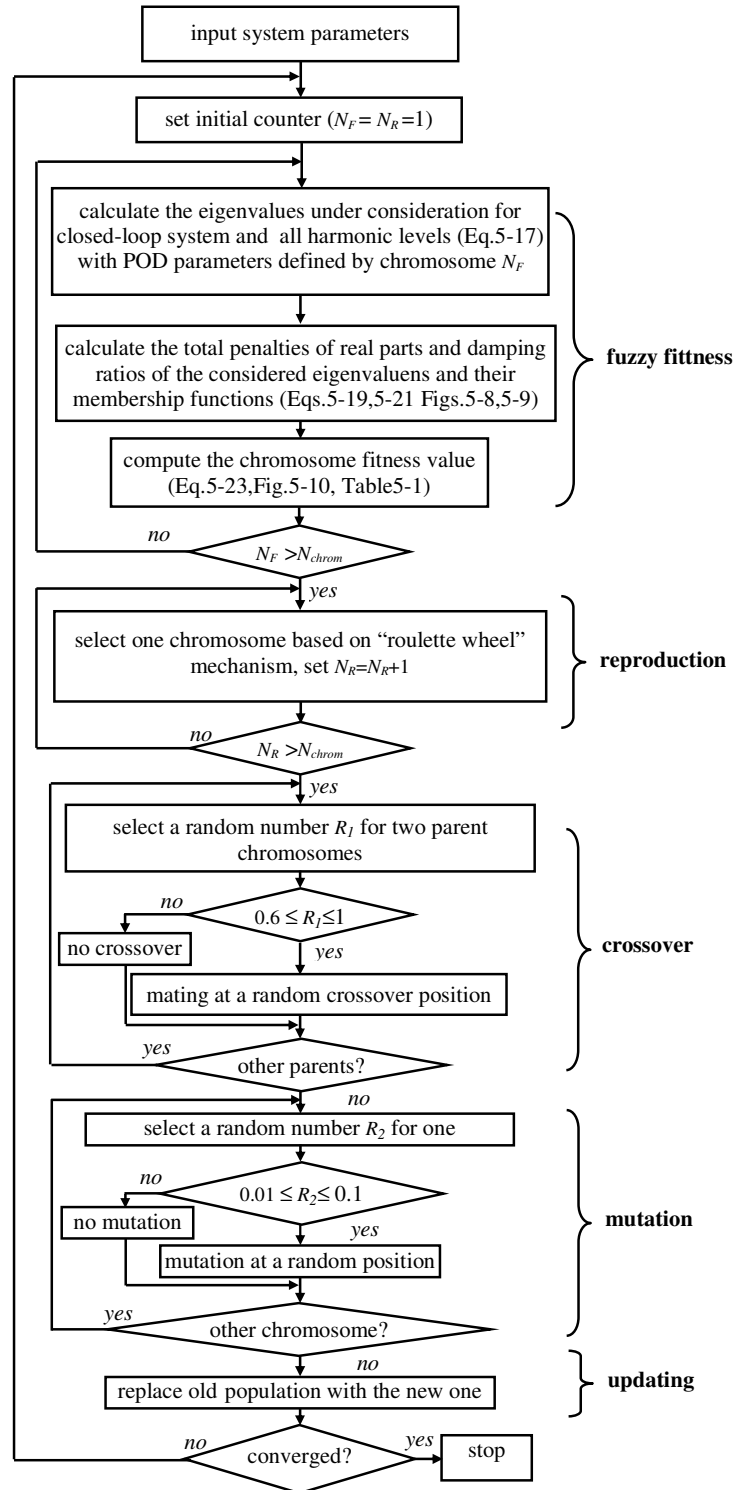 input system parameters
set initial counter (N_F = N_R =1)
calculate the eigenvalues under consideration for
closed-loop system and all harmonic levels (Eq.5-17)
with POD parameters defined by chromosome N_F
calculate the total penalties of real parts and damping
ratios of the considered eigenvaluens and their
membership functions (Eqs.5-19,5-21 Figs.5-8,5-9)
fuzzy fittness
compute the chromosome fitness value
(Eq.5-23,Fig.5-10, Table5-1)
no
N_F >N_chrom
yes
select one chromosome based on “roulette wheel”
mechanism, set N_R=N_R+1
reproduction
no
N_R >N_chrom
yes
select a random number R_1 for two parent
chromosomes
no
0.6 ≤ R_1≤1
no crossover
yes
crossover
mating at a random crossover position
yes
other parents?
no
select a random number R_2 for one
no
0.01 ≤ R_2≤ 0.1
no mutation
yes
mutation
mutation at a random position
yes
other chromosome?
no
replace old population with the new one
updating
no
converged?
yes
stop